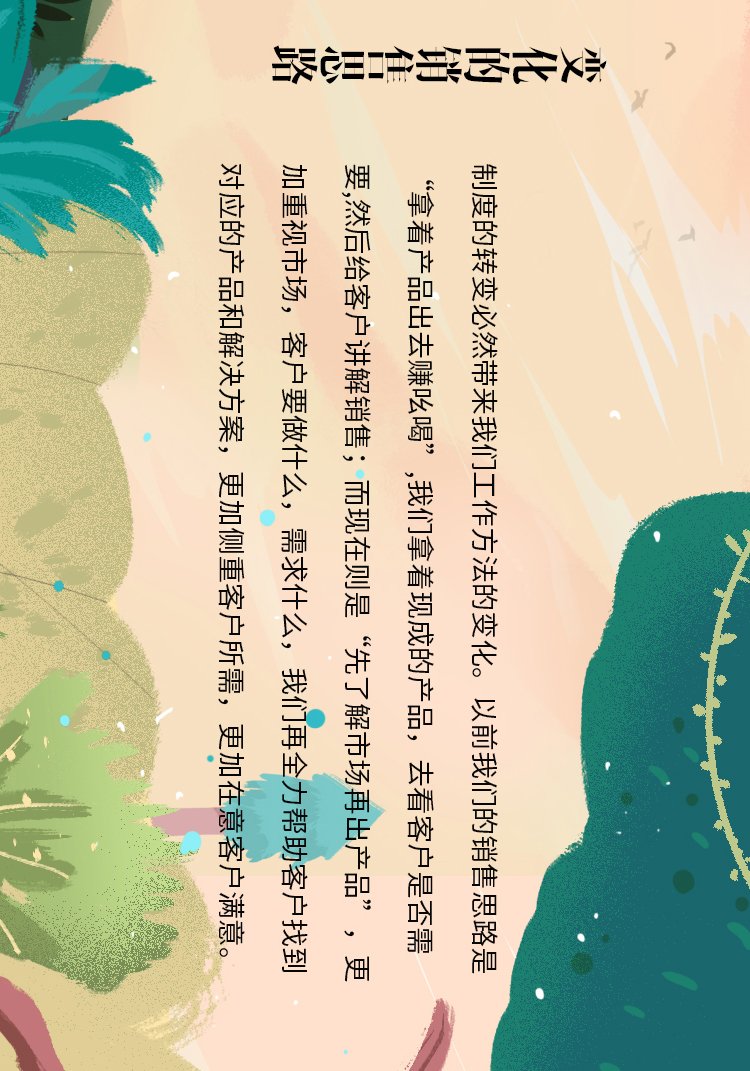 变化的销售思路
制度的转变必然带来我们工作方法的变化。以前我们的销售思路是
“拿着产品出去赚吆喝”,我们拿着现成的产品，去看客户是否需
要,然后给客户讲解销售；而现在则是“先了解市场再出产品”，更
加重视市场，客户要做什么，需求什么，我们再全力帮助客户找到
对应的产品和解决方案，更加侧重客户所需，更加在意客户满意。